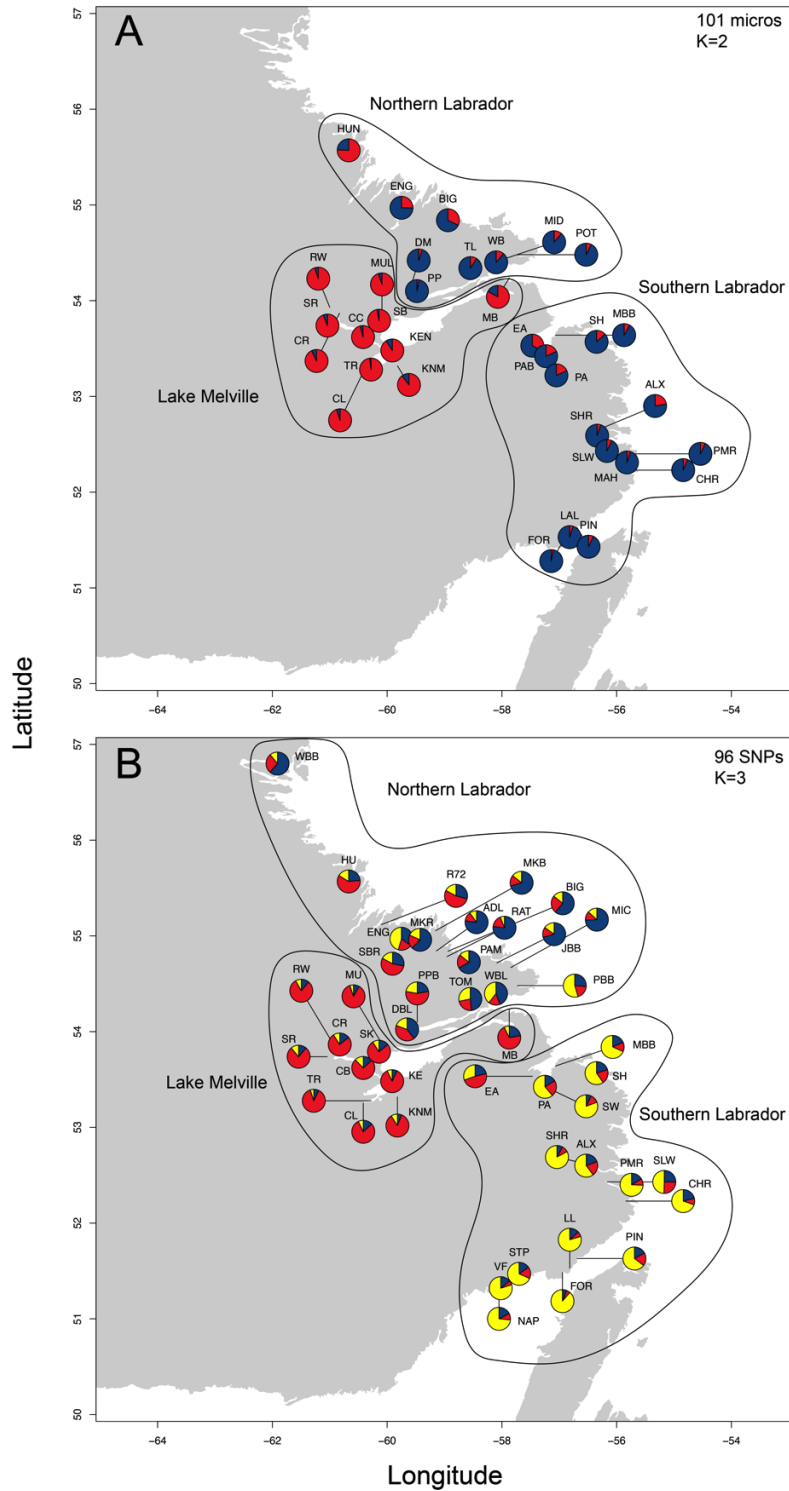 A
101 micros
K=2
Northern Labrador
HUN
ENG
BIG
MID
POT
DM
TL
WB
PP
RW
MUL
SR
CC
SB
MB
KEN
CR
TR
KNM
CL
Lake Melville
Southern Labrador
EA
SH
MBB
PAB
PA
ALX
SHR
SLW
PMR
MAH
CHR
LAL
PIN
FOR
57
56
55
54
53
52
51
50
−64
−62
−60
−58
−56
−54
Latitude
B
96 SNPs
K=3
WBB
Northern Labrador
HU
R72
MKB
BIG
ADL
RAT
MIC
ENG
MKR
SBR
PAM
JBB
PPB
TOM
WBL
PBB
DBL
RW
MU
CR
SK
SR
CB
KE
MB
TR
CL
KNM
Lake Melville
EA
MBB
SH
PA
SW
Southern Labrador
SHR
ALX
PMR
SLW
CHR
LL
PIN
STP
VF
FOR
NAP
57
56
55
54
53
52
51
50
−64
−62
−60
−58
−56
−54
Longitude